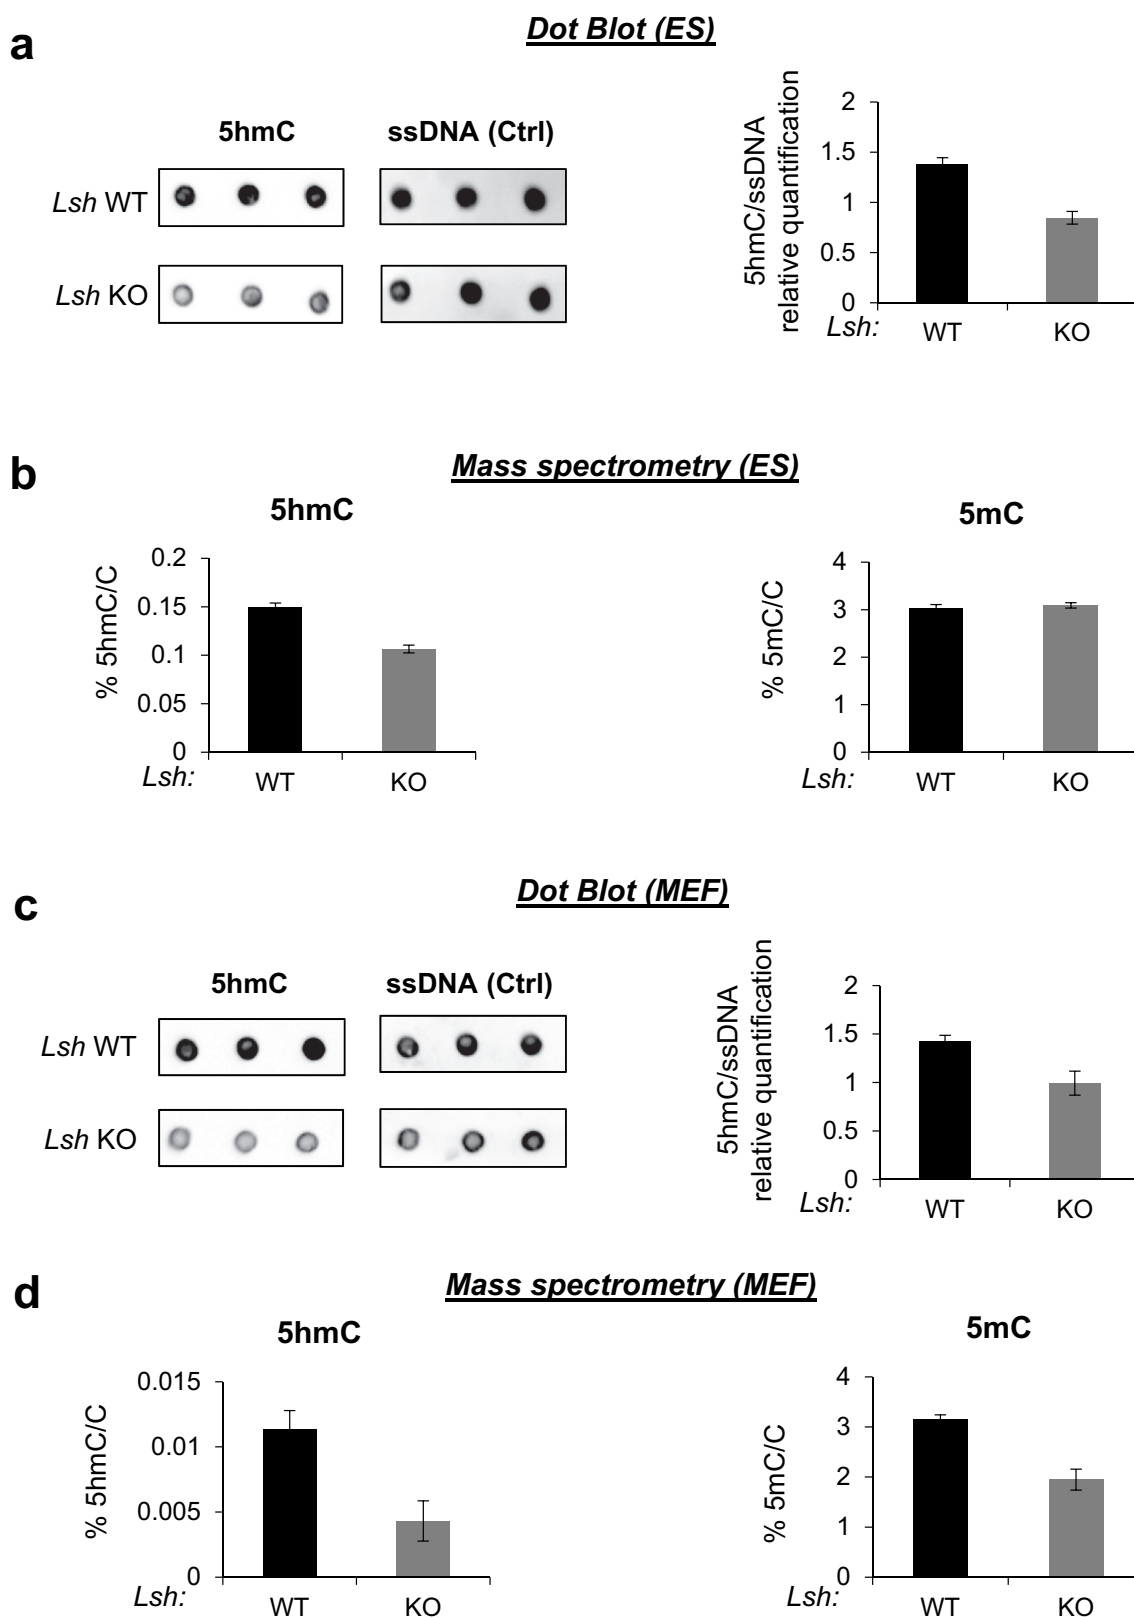 a
Dot Blot (ES)
5hmC
ssDNA (Ctrl)
Lsh WT
Lsh KO
5hmC/ssDNA
relative quantification
2
1.5
1
0.5
0
Lsh:
WT
KO
b
Mass spectrometry (ES)
5hmC
% 5hmC/C
0.2
0.15
0.1
0.05
0
Lsh:
WT
KO
5mC
% 5mC/C
4
3
2
1
0
Lsh:
WT
KO
c
Dot Blot (MEF)
5hmC
ssDNA (Ctrl)
Lsh WT
Lsh KO
5hmC/ssDNA
relative quantification
2
1.5
1
0.5
0
Lsh:
WT
KO
d
Mass spectrometry (MEF)
5hmC
% 5hmC/C
0.015
0.01
0.005
0
Lsh:
WT
KO
5mC
% 5mC/C
4
3
2
1
0
Lsh:
WT
KO